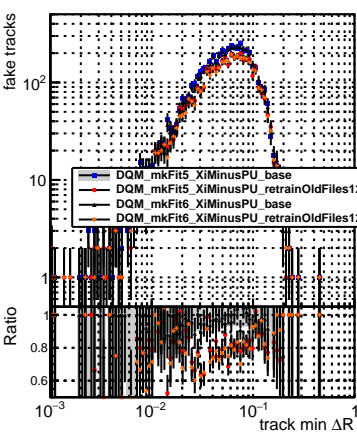 fake tracks
10²
DQM_mkFit5_XiMinusPU_base
DQM_mkFit5_XiMinusPU_retrainOldFiles12
DQM_mkFit6_XiMinusPU_base
DQM_mkFit6_XiMinusPU_retrainOldFiles12
10
1
Ratio
1
0.8
0.6
10⁻³ 10⁻² 10⁻¹ 1
track min ΔR